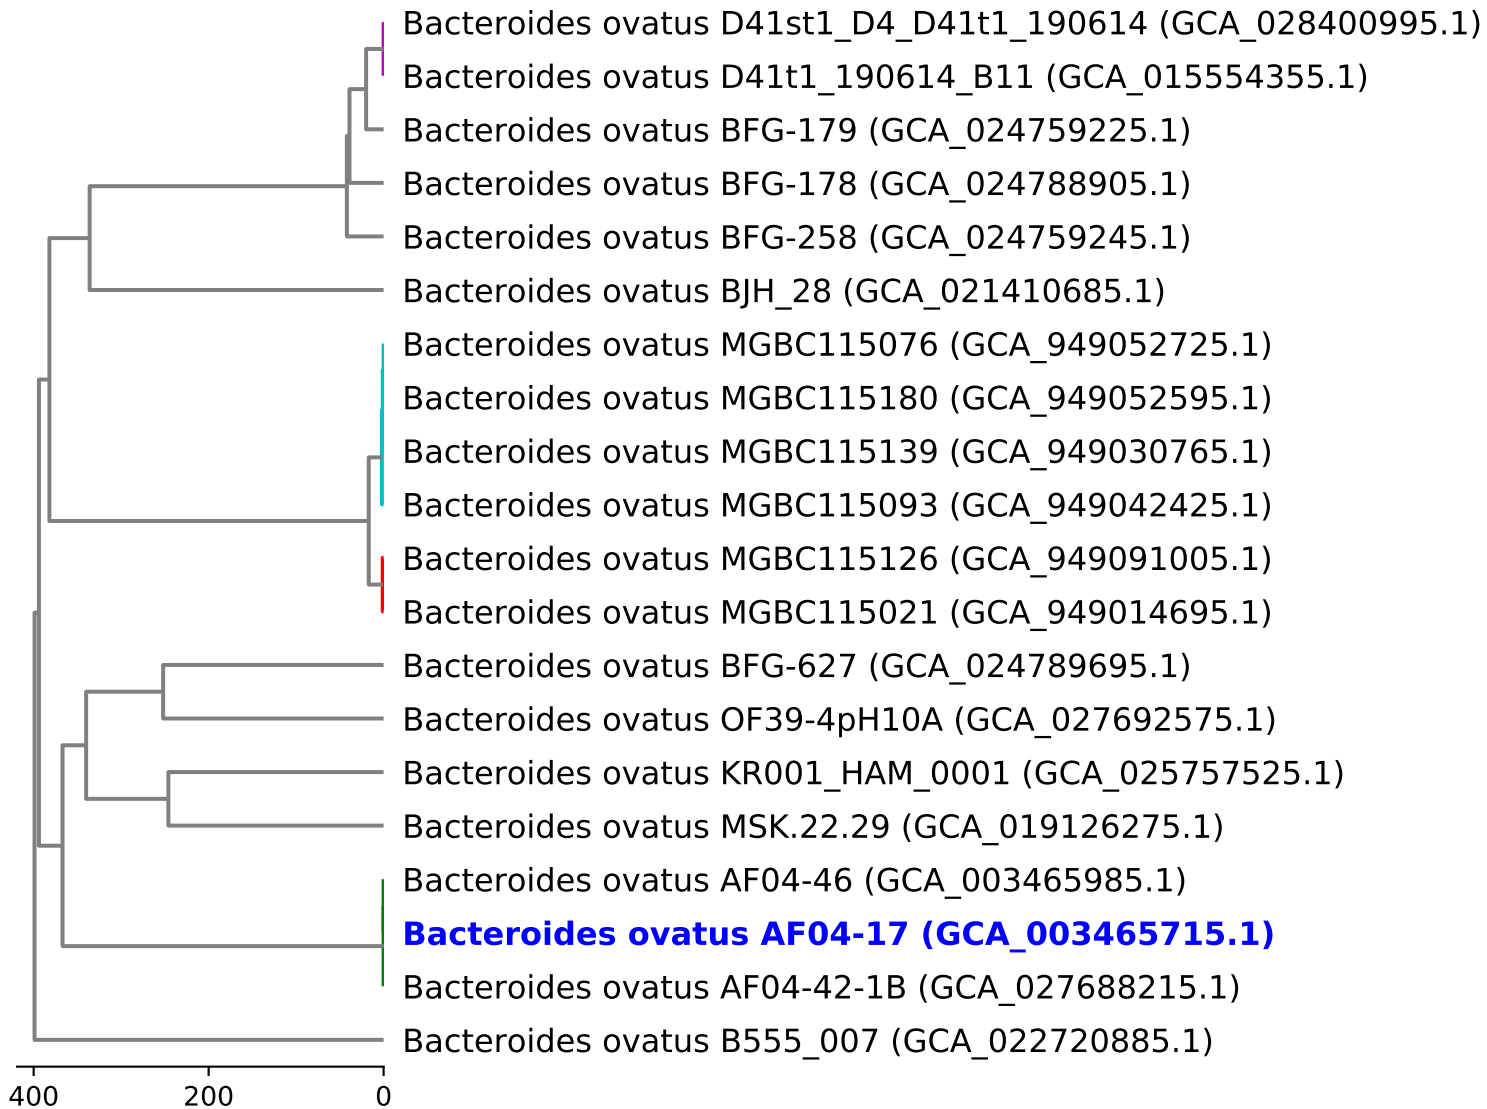 Bacteroides ovatus D41st1_D4_D41t1_190614 (GCA_028400995.1)
Bacteroides ovatus D41t1_190614_B11 (GCA_015554355.1)
Bacteroides ovatus BFG-179 (GCA_024759225.1)
Bacteroides ovatus BFG-178 (GCA_024788905.1)
Bacteroides ovatus BFG-258 (GCA_024759245.1)
Bacteroides ovatus BJH_28 (GCA_021410685.1)
Bacteroides ovatus MGBC115076 (GCA_949052725.1)
Bacteroides ovatus MGBC115180 (GCA_949052595.1)
Bacteroides ovatus MGBC115139 (GCA_949030765.1)
Bacteroides ovatus MGBC115093 (GCA_949042425.1)
Bacteroides ovatus MGBC115126 (GCA_949091005.1)
Bacteroides ovatus MGBC115021 (GCA_949014695.1)
Bacteroides ovatus BFG-627 (GCA_024789695.1)
Bacteroides ovatus OF39-4pH10A (GCA_027692575.1)
Bacteroides ovatus KR001_HAM_0001 (GCA_025757525.1)
Bacteroides ovatus MSK.22.29 (GCA_019126275.1)
Bacteroides ovatus AF04-46 (GCA_003465985.1)
Bacteroides ovatus AF04-17 (GCA_003465715.1)
Bacteroides ovatus AF04-42-1B (GCA_027688215.1)
Bacteroides ovatus B555_007 (GCA_022720885.1)
400 200 0